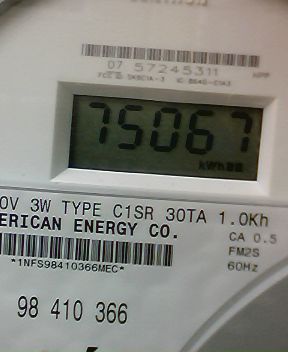 07 57245311
75067
kWh
0V 3W TYPE C1SR 30TA 1.0Kh
ERICAN ENERGY CO.
CA 0.5
FM2S
60Hz
*1NFS98410366MEC*
98 410 366